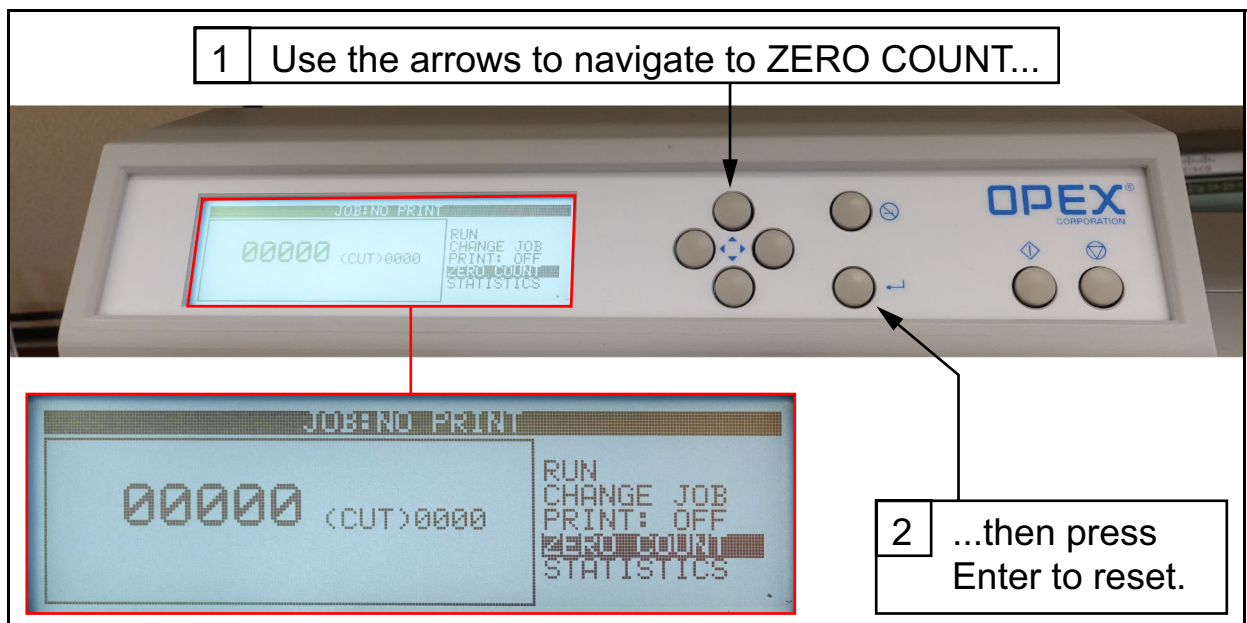 1 Use the arrows to navigate to ZERO COUNT...
OPEX®
CORPORATION
JOB:NO PRINT
00000 (CUT)0000
RUN
CHANGE JOB
PRINT: OFF
ZERO COUNT
STATISTICS
JOB:NO PRINT
00000 (CUT)0000
RUN
CHANGE JOB
PRINT: OFF
ZERO COUNT
STATISTICS
2 ...then press
Enter to reset.